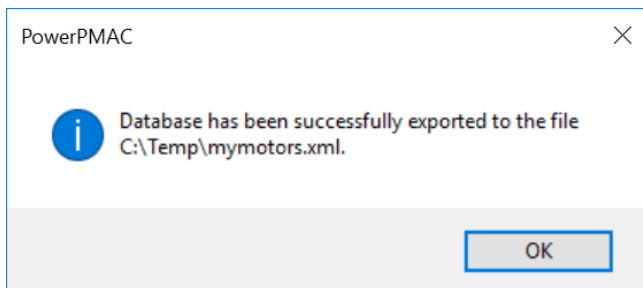 PowerPMAC
Database has been successfully exported to the file
C:\Temp\mymotors.xml.
OK